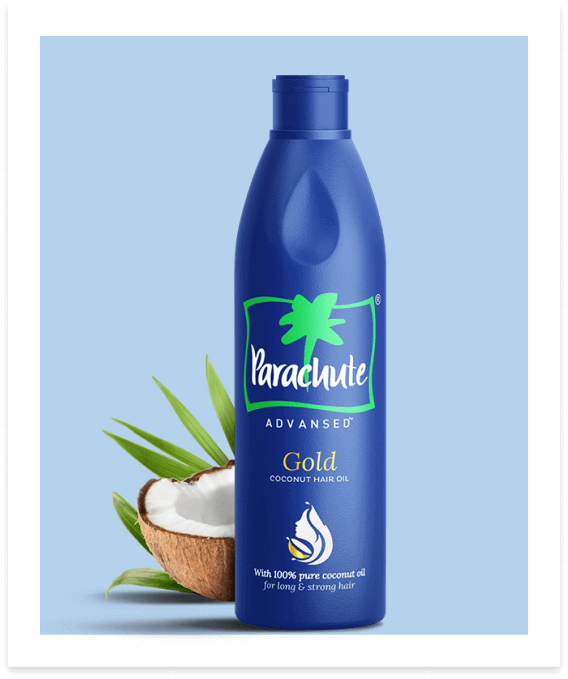 ®
Parachute
ADVANSED™
Gold
COCONUT HAIR OIL
With 100% pure coconut oil
for long & strong hair